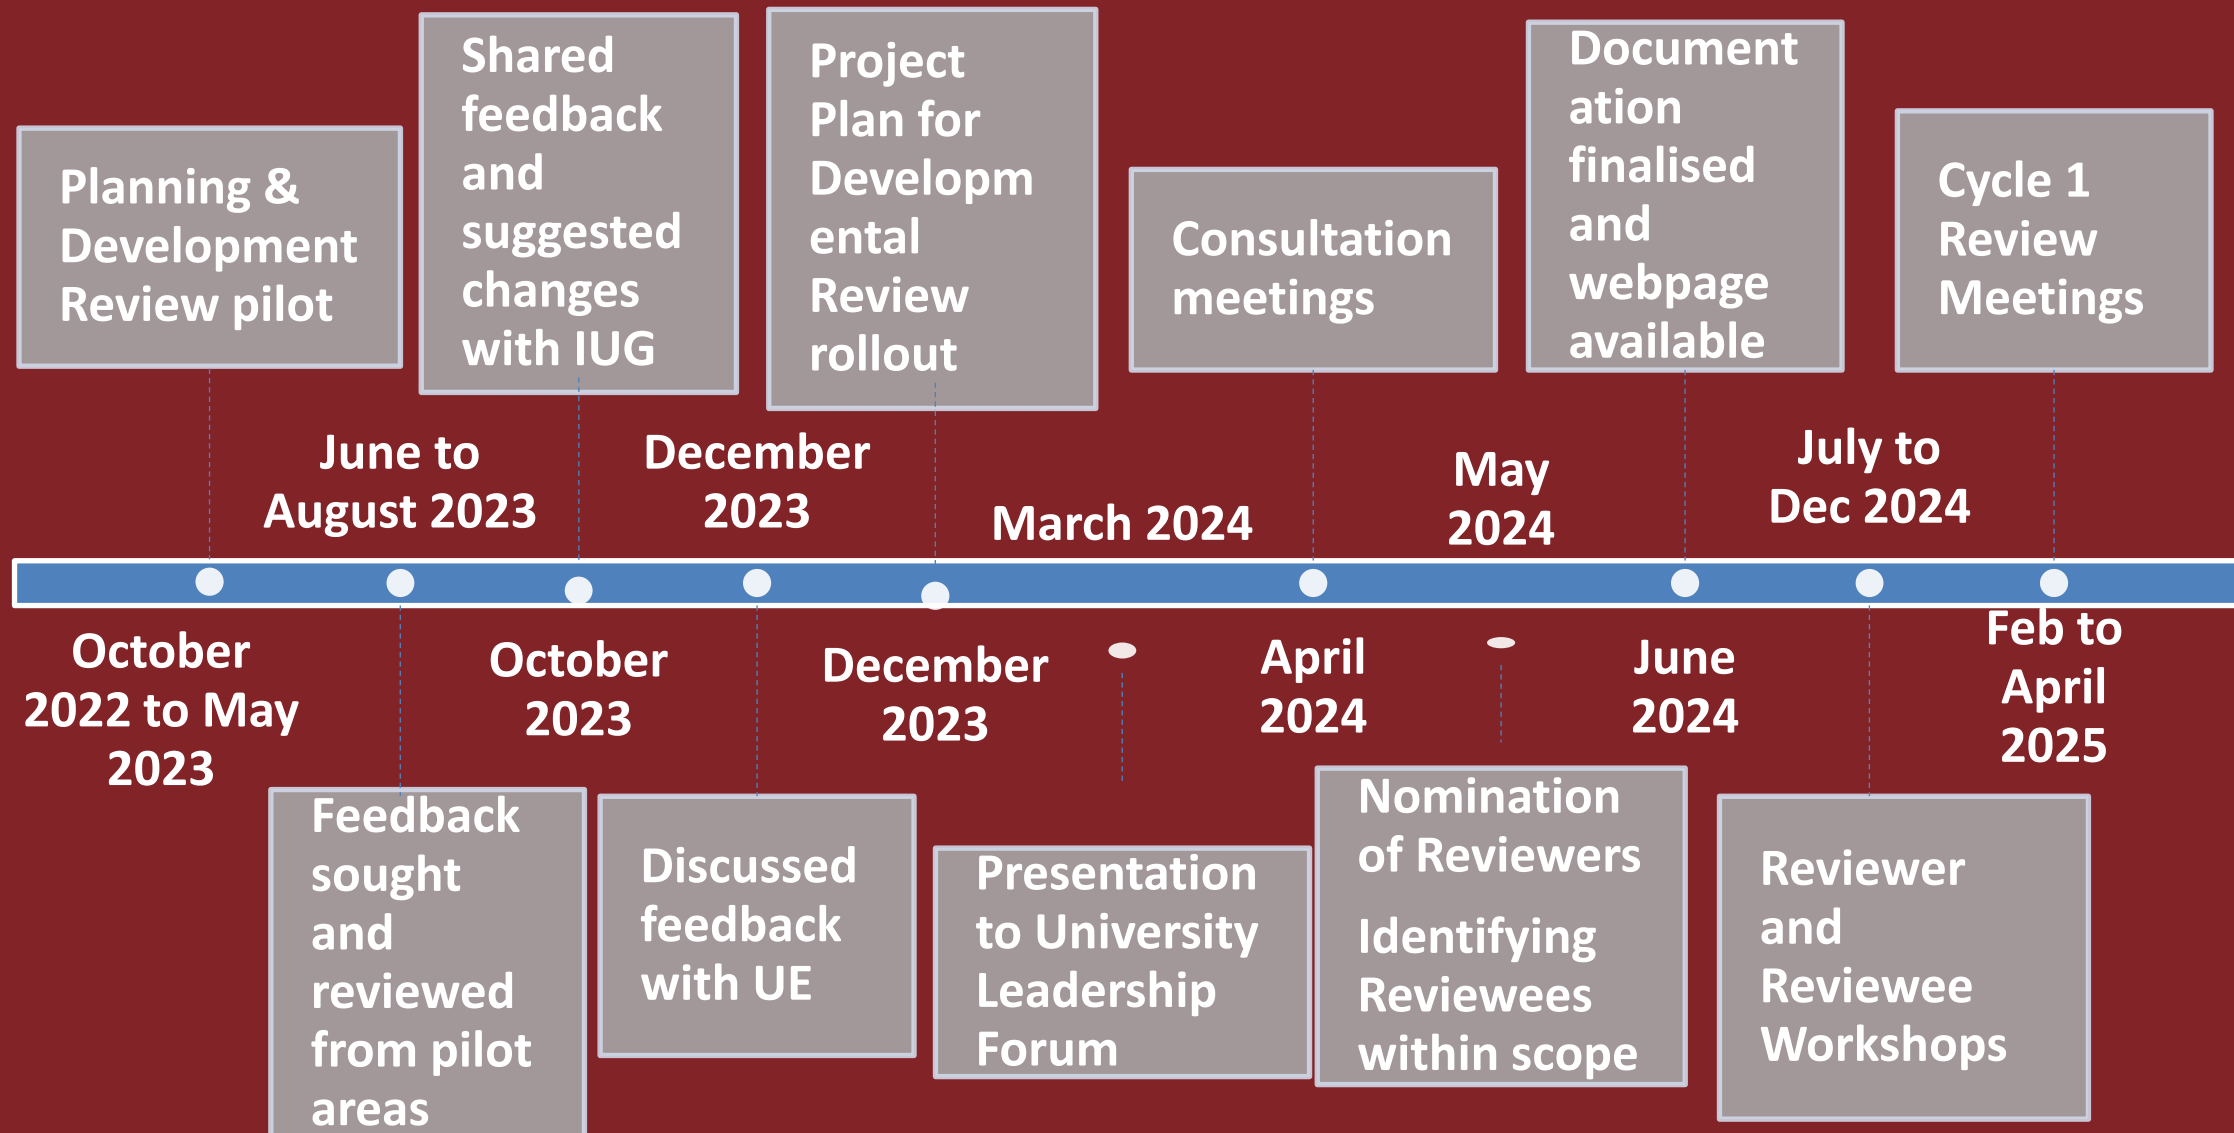 Planning &
Development
Review pilot
Shared
feedback
and
suggested
changes
with IUG
Project
Plan for
Developm
ental
Review
rollout
Consultation
meetings
Document
ation
finalised
and
webpage
available
Cycle 1
Review
Meetings
June to
August 2023
December
2023
March 2024
May
2024
July to
Dec 2024
October
2022 to May
2023
October
2023
December
2023
April
2024
June
2024
Feb to
April
2025
Feedback
sought
and
reviewed
from pilot
areas
Discussed
feedback
with UE
Presentation
to University
Leadership
Forum
Nomination
of Reviewers
Identifying
Reviewees
within scope
Reviewer
and
Reviewee
Workshops